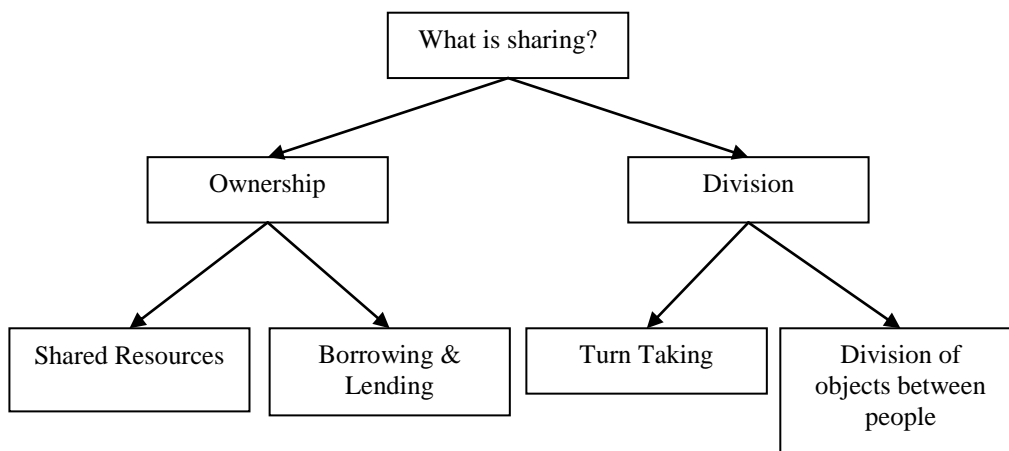 What is sharing?
Ownership
Division
Shared Resources
Borrowing &
Lending
Turn Taking
Division of
objects between
people